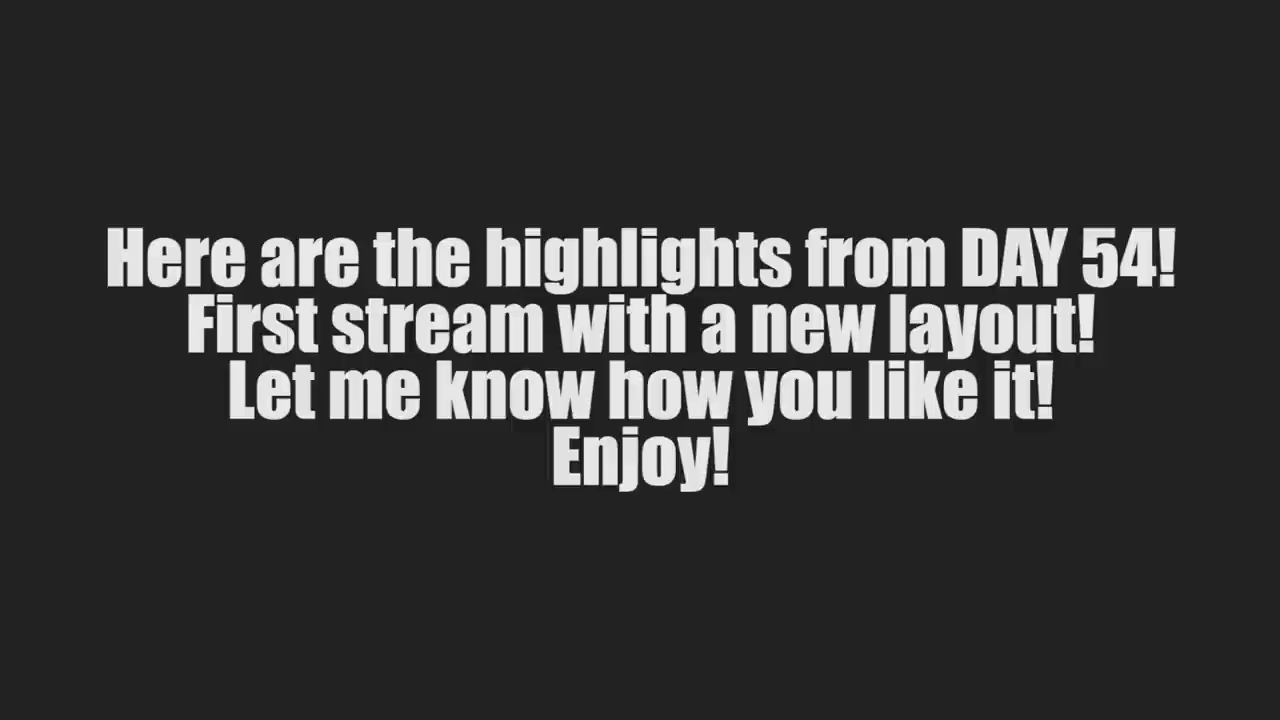 Here are the highlights from DAY 54!
First stream with a new layout!
Let me know how you like it!
Enjoy!